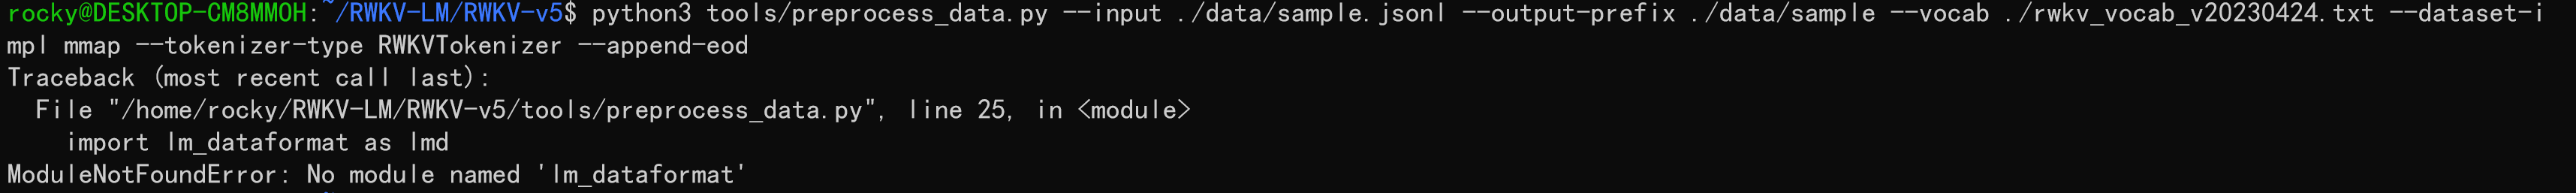 rocky@DESKTOP-CM8MMOH:~/RWKV-LM/RWKV-v5$ python3 tools/preprocess_data.py --input ./data/sample.jsonl --output-prefix ./data/sample --vocab ./rwkv_vocab_v20230424.txt --dataset-i
mpl mmap --tokenizer-type RWKVTokenizer --append-eod
Traceback (most recent call last):
  File "/home/rocky/RWKV-LM/RWKV-v5/tools/preprocess_data.py", line 25, in <module>
    import lm_dataformat as lmd
ModuleNotFoundError: No module named 'lm_dataformat'